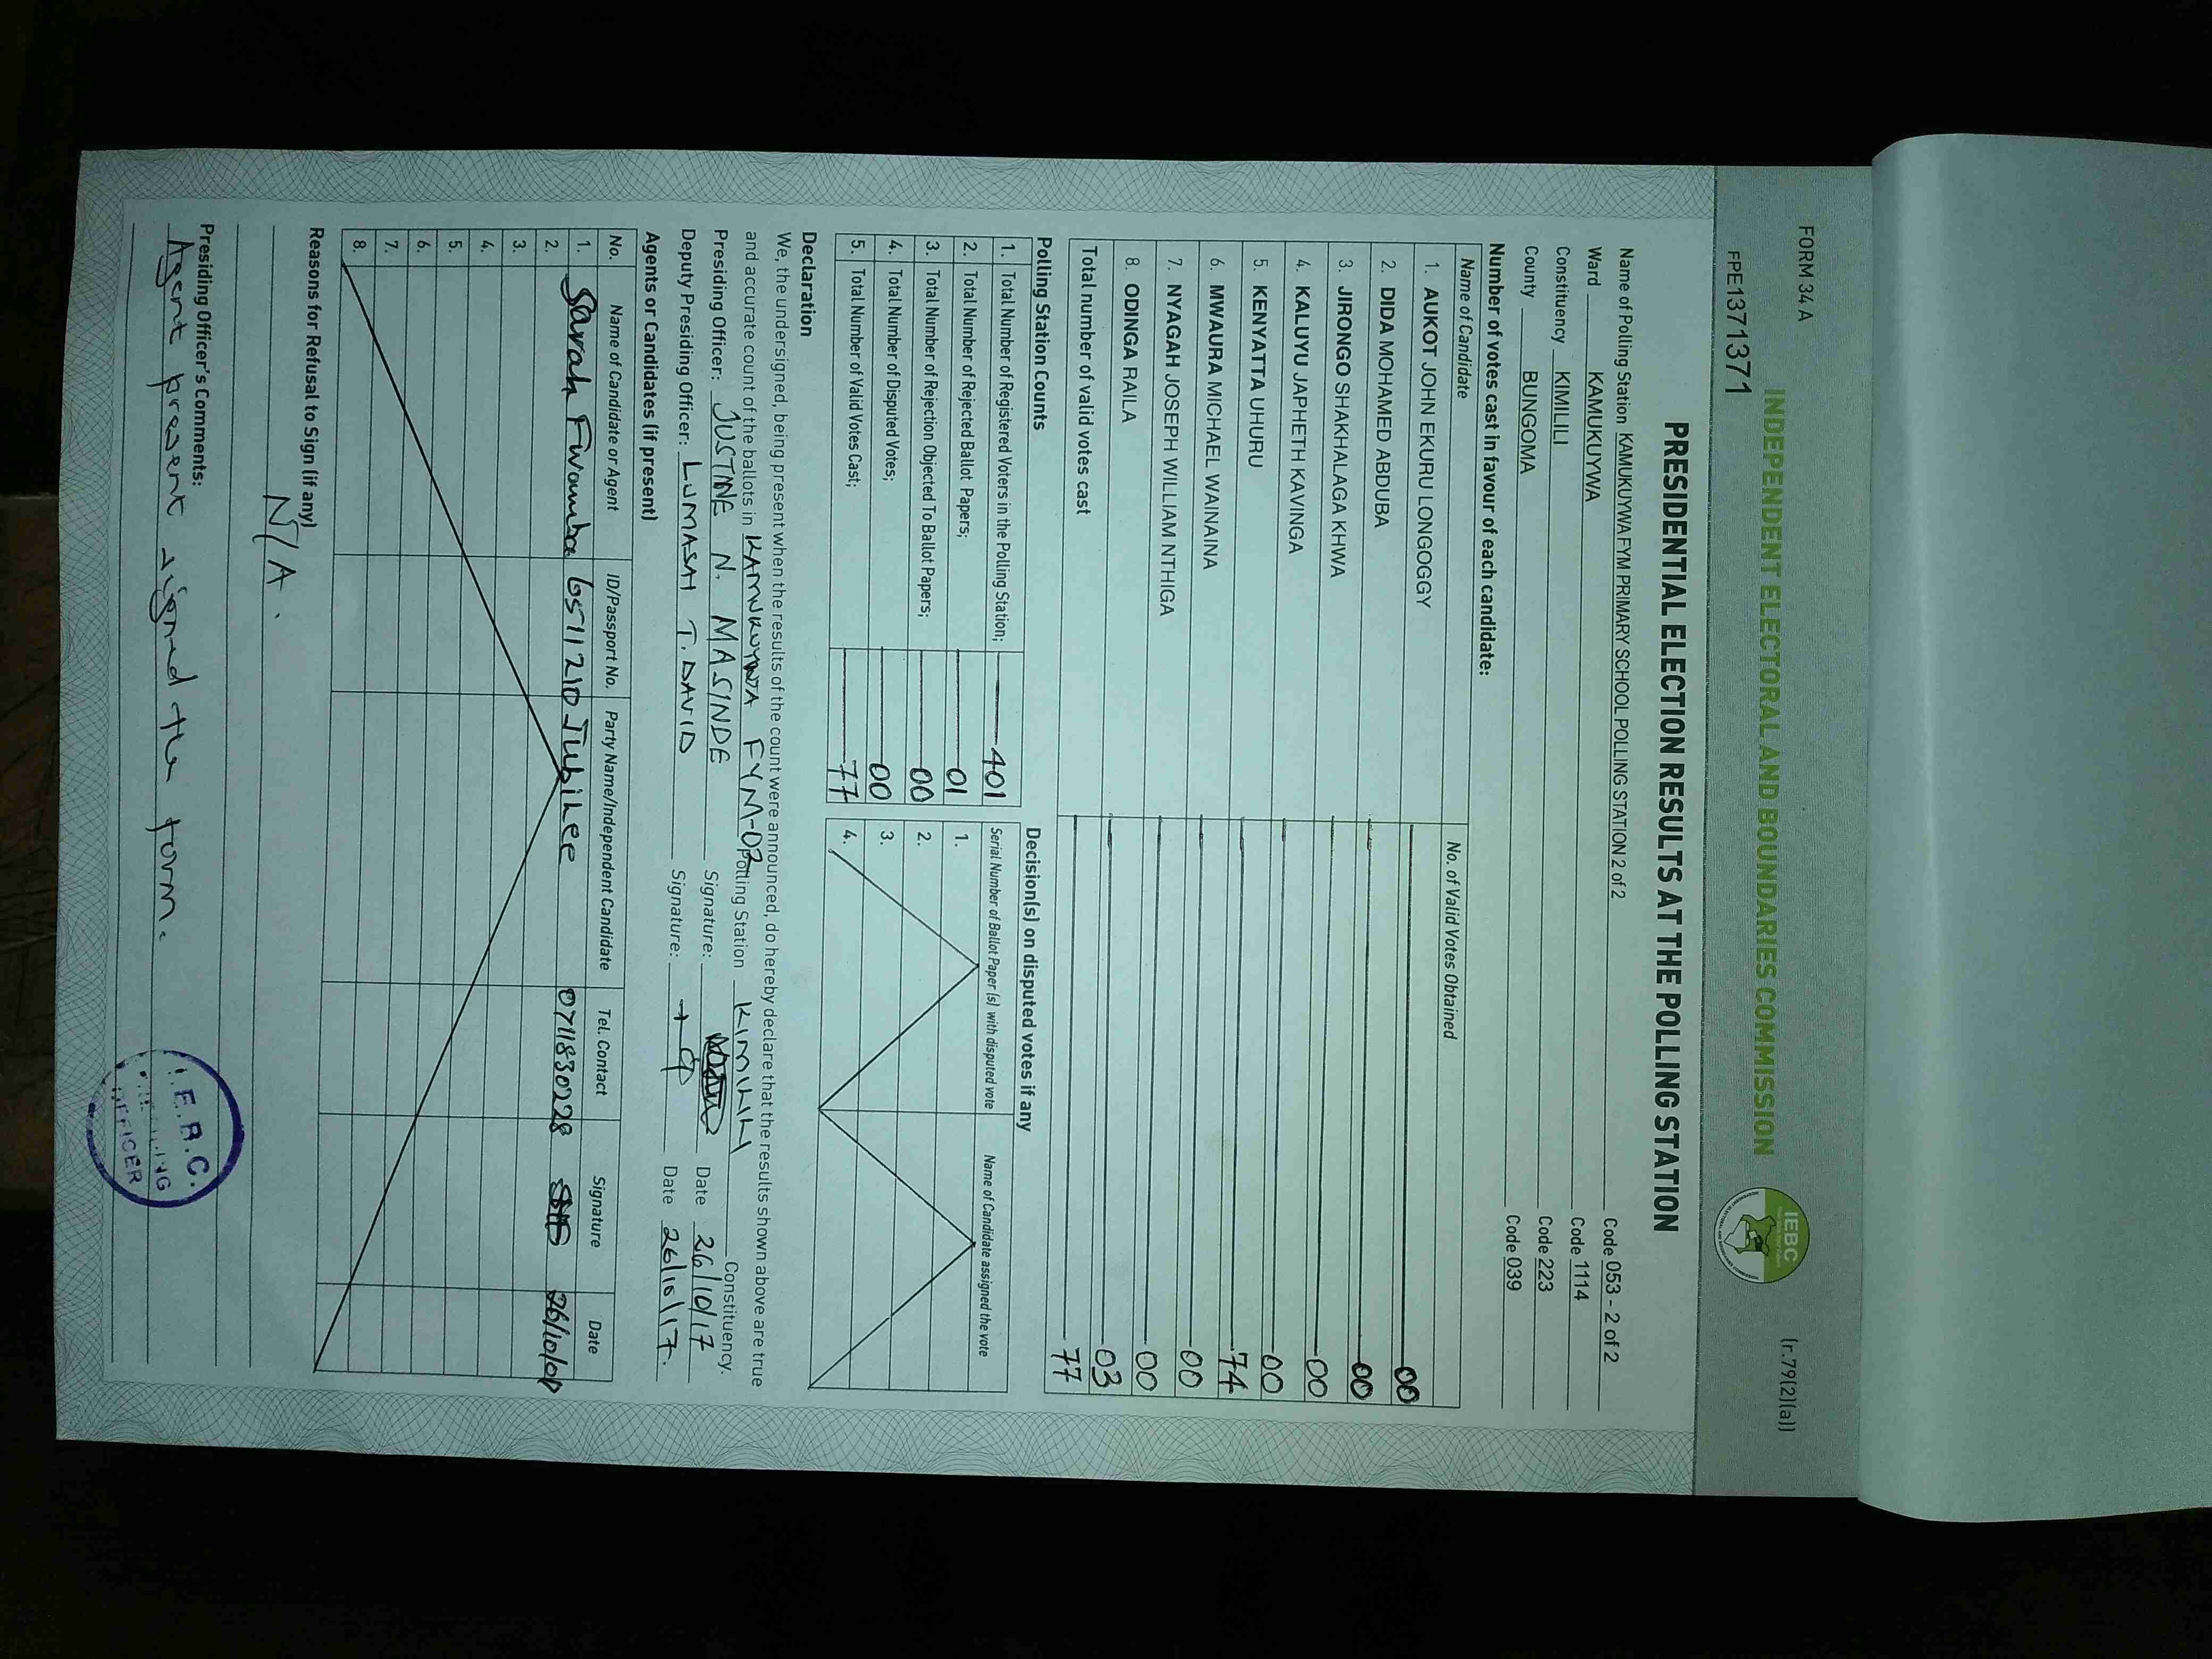 FORM 34 A
(r.79(2)(a))
INDEPENDENT ELECTORAL AND BOUNDARIES COMMISSION
IEBC
FPE1371371
PRESIDENTIAL ELECTION RESULTS AT THE POLLING STATION
Name of Polling Station KAMUKUYWA FYM PRIMARY SCHOOL POLLING STATION 2 of 2 Code 053 - 2 of 2
Ward KAMUKUYWA Code 1114
Constituency KIMILILI Code 223
County BUNGOMA Code 039
Number of votes cast in favour of each candidate:
Name of Candidate No. of Valid Votes Obtained
1. AUKOT JOHN EKURU LONGOGGY 00
2. DIDA MOHAMED ABDUBA 00
3. JIRONGO SHAKHALAGA KHWA 00
4. KALUYU JAPHETH KAVINGA 00
5. KENYATTA UHURU 74
6. MWAURA MICHAEL WAINAINA 00
7. NYAGAH JOSEPH WILLIAM NTHIGA 00
8. ODINGA RAILA 03
Total number of valid votes cast 77
Polling Station Counts
1. Total Number of Registered Voters in the Polling Station; 401
2. Total Number of Rejected Ballot Papers; 01
3. Total Number of Rejection Objected To Ballot Papers; 00
4. Total Number of Disputed Votes; 00
5. Total Number of Valid Votes Cast; 77
Decision(s) on disputed votes if any
Serial Number of Ballot Paper (s) with disputed vote Name of Candidate assigned the vote
1.
2.
3.
4.
Declaration
We, the undersigned, being present when the results of the count were announced, do hereby declare that the results shown above are true
and accurate count of the ballots in KAMUKUYWA FYM-02 Polling Station KIMILILI Constituency.
Presiding Officer: JUSTINE N. MASINDE Signature: Date 26/10/17
Deputy Presiding Officer: LUMASAI T. DAVID Signature: Date 26/10/17.
Agents or Candidates (if present)
No. Name of Candidate or Agent ID/Passport No. Party Name/Independent Candidate Tel. Contact Signature Date
1. Sarah Fwamba 6511210 Jubilee 0711830228
2.
3.
4.
5.
6.
7.
8.
Reasons for Refusal to Sign (if any)
N/A.
Presiding Officer's Comments:
Agent present signed the form.
I.E.B.C.
OFFICER